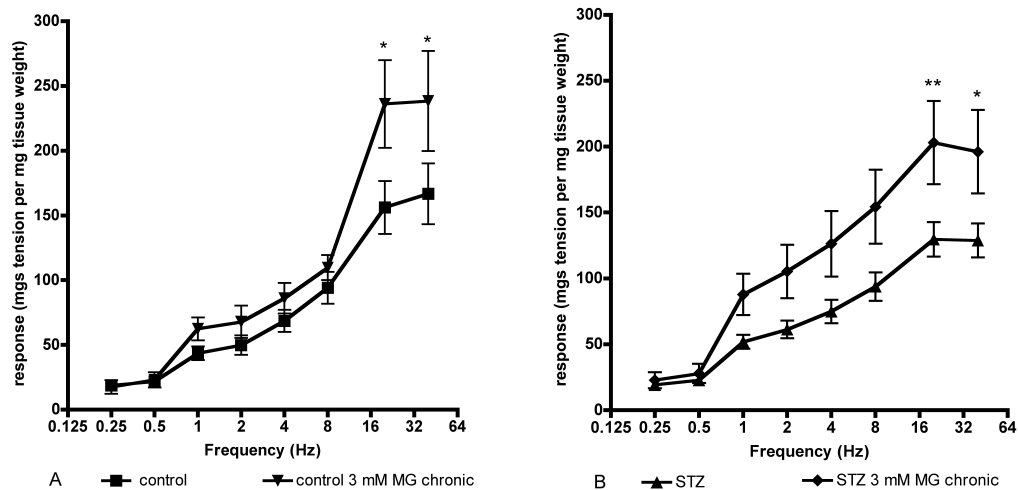 300
250
200
150
100
50
0
response (mgs tension per mg tissue weight)
* *
0.125 0.25 0.5 1 2 4 8 16 32 64
Frequency (Hz)
A control control 3 mM MG chronic
300
250
200
150
100
50
0
response (mgs tension per mg tissue weight)
** *
0.125 0.25 0.5 1 2 4 8 16 32 64
Frequency (Hz)
B STZ STZ 3 mM MG chronic